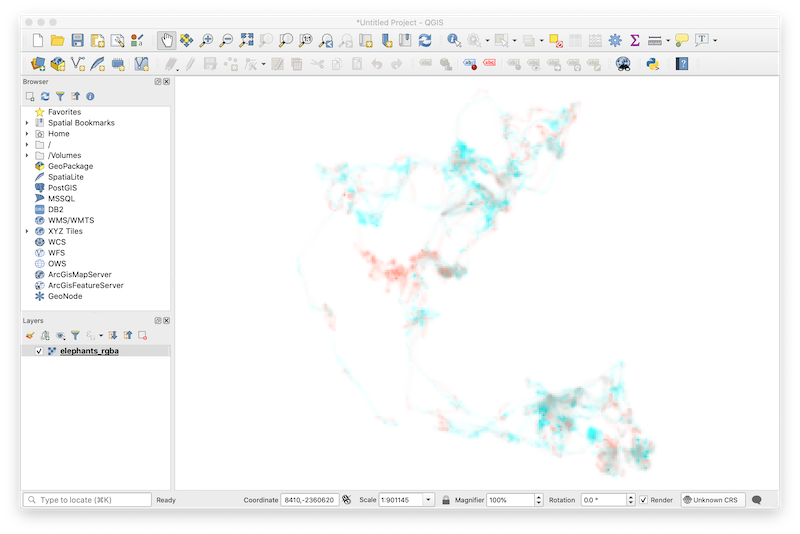 *Untitled Project - QGIS
Browser
Favorites
Spatial Bookmarks
Home
/
/Volumes
GeoPackage
SpatiaLite
PostGIS
MSSQL
DB2
WMS/WMTS
XYZ Tiles
WCS
WFS
OWS
ArcGisMapServer
ArcGisFeatureServer
GeoNode
Layers
elephants_rgba
Type to locate (⌘K) Ready Coordinate 8410,-2360620 Scale 1:901145 Magnifier 100% Rotation 0.0 ° Render Unknown CRS